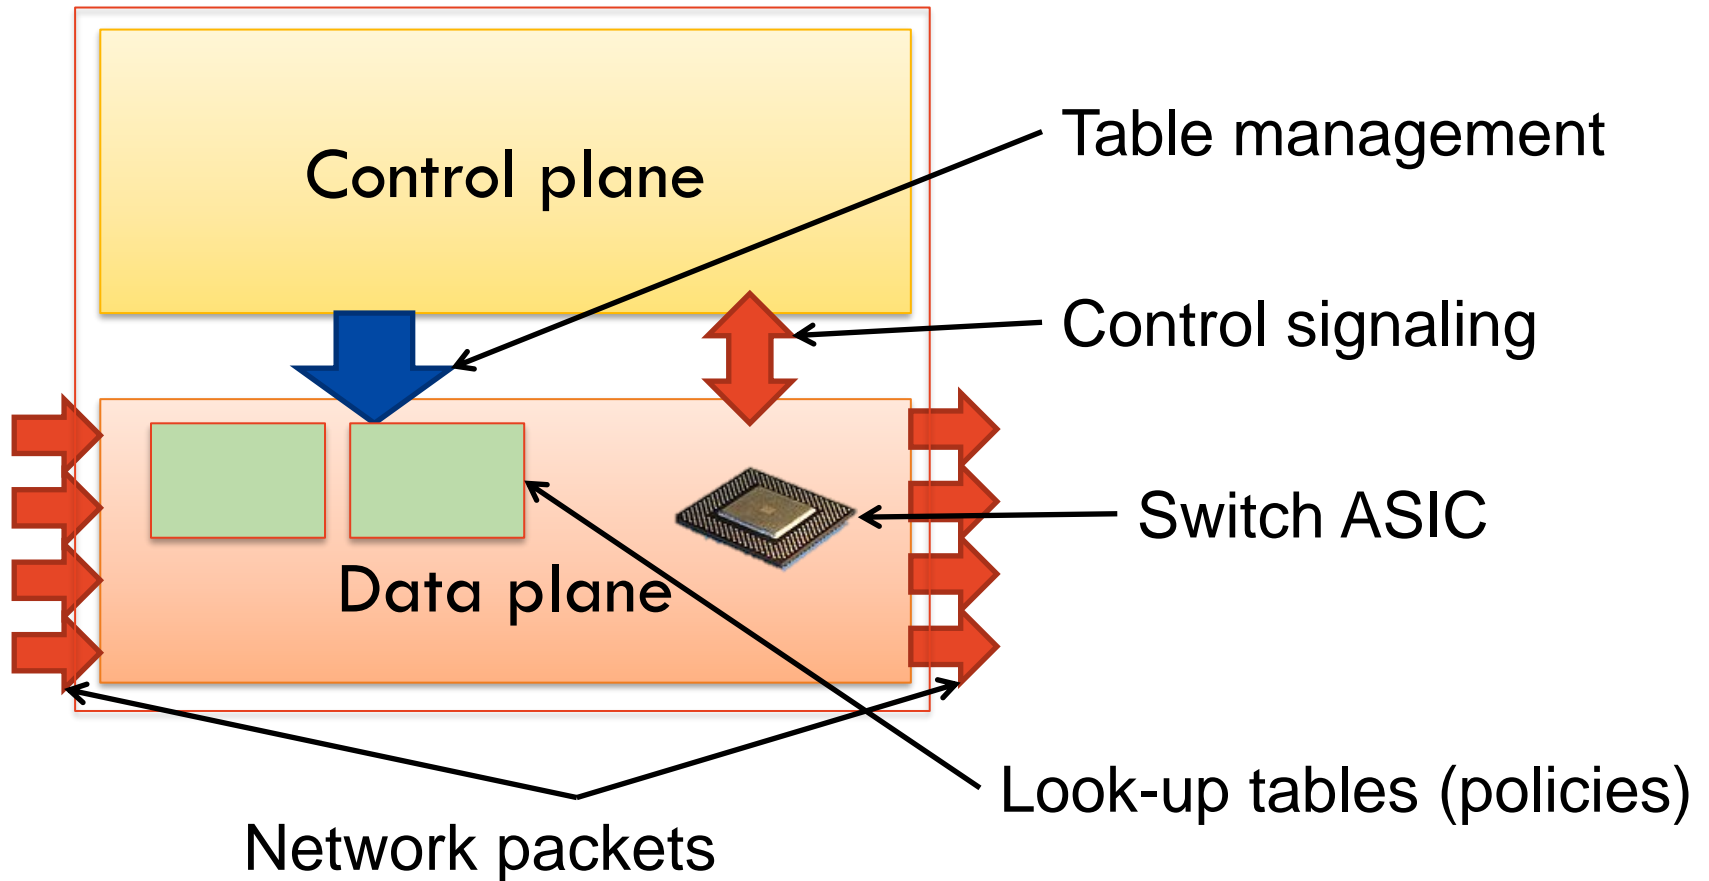 Table management
Control plane
Control signaling
Switch ASIC
Data plane
Look-up tables (policies)
Network packets